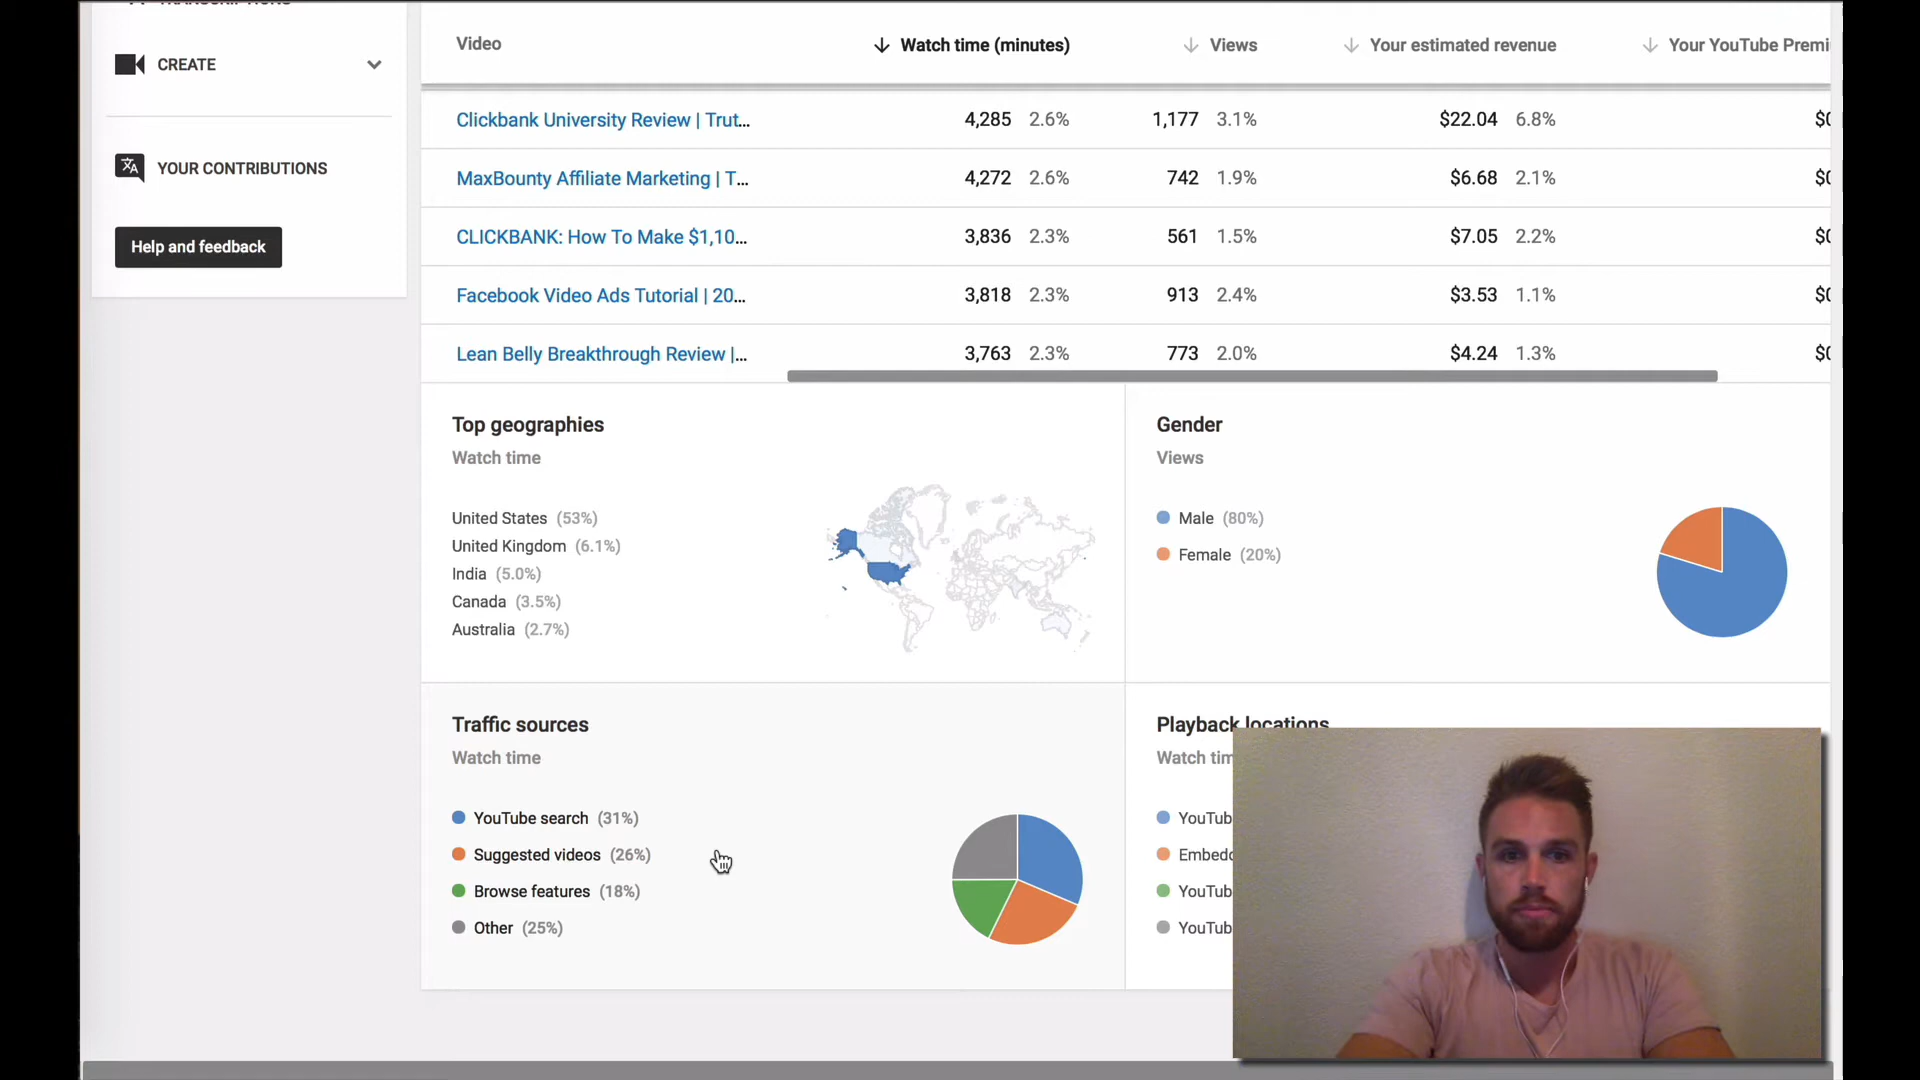 CREATE
YOUR CONTRIBUTIONS
Help and feedback
Video Watch time (minutes) Views Your estimated revenue Your YouTube Premi
Clickbank University Review | Trut... 4,285 2.6% 1,177 3.1% $22.04 6.8%
MaxBounty Affiliate Marketing | T... 4,272 2.6% 742 1.9% $6.68 2.1%
CLICKBANK: How To Make $1,10... 3,836 2.3% 561 1.5% $7.05 2.2%
Facebook Video Ads Tutorial | 20... 3,818 2.3% 913 2.4% $3.53 1.1%
Lean Belly Breakthrough Review |... 3,763 2.3% 773 2.0% $4.24 1.3%
Top geographies
Watch time
United States (53%)
United Kingdom (6.1%)
India (5.0%)
Canada (3.5%)
Australia (2.7%)
Gender
Views
Male (80%)
Female (20%)
Traffic sources
Watch time
YouTube search (31%)
Suggested videos (26%)
Browse features (18%)
Other (25%)
Playback locations
Watch tim
YouTub
Embedd
YouTub
YouTub